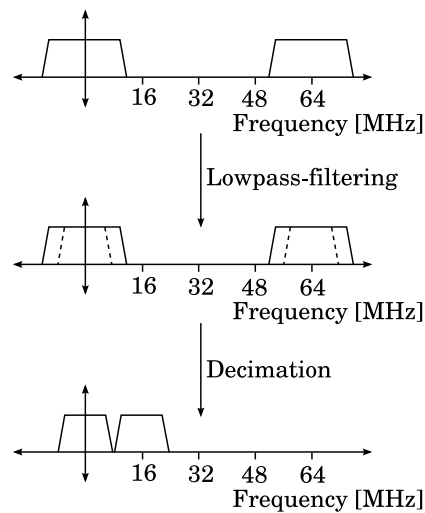 16 32 48 64
Frequency [MHz]
Lowpass-filtering
16 32 48 64
Frequency [MHz]
Decimation
16 32 48 64
Frequency [MHz]